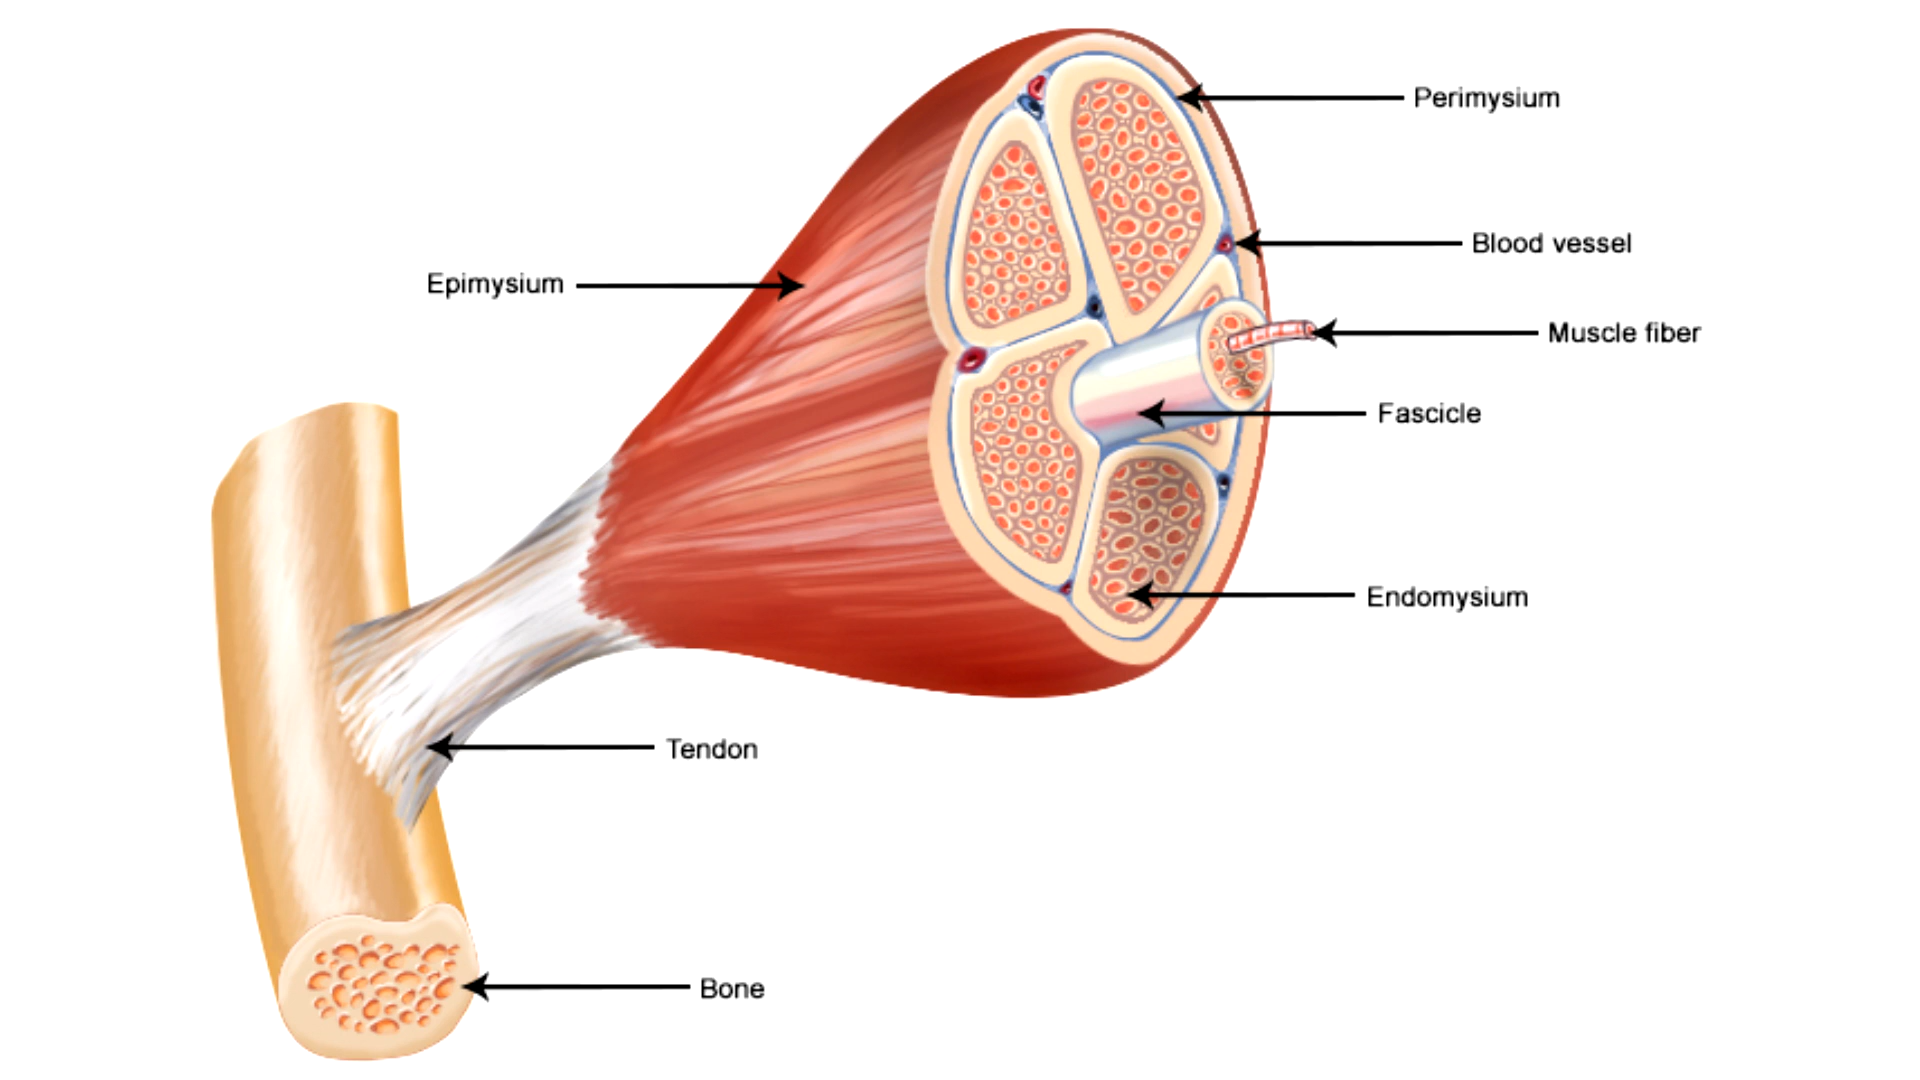 Perimysium
Blood vessel
Epimysium
Muscle fiber
Fascicle
Endomysium
Tendon
Bone